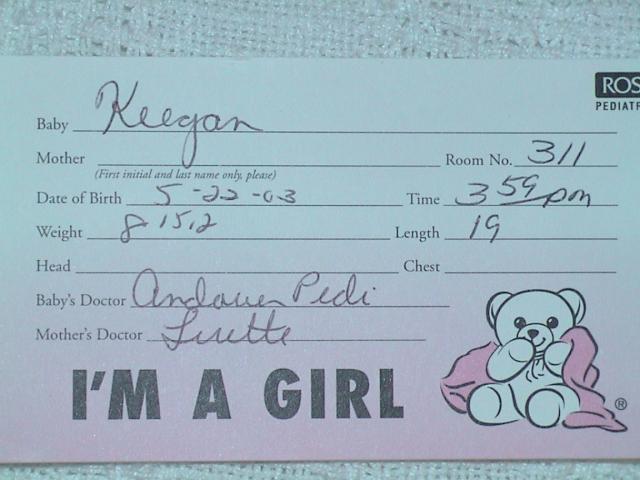 ROS
PEDIATR
Baby Keegan
Mother Room No. 311
(First initial and last name only, please)
Date of Birth 5-22-03 Time 3 59 pm
Weight 8-15.2 Length 19
Head Chest
Baby's Doctor Andover Pedi
Mother's Doctor
I'M A GIRL
®